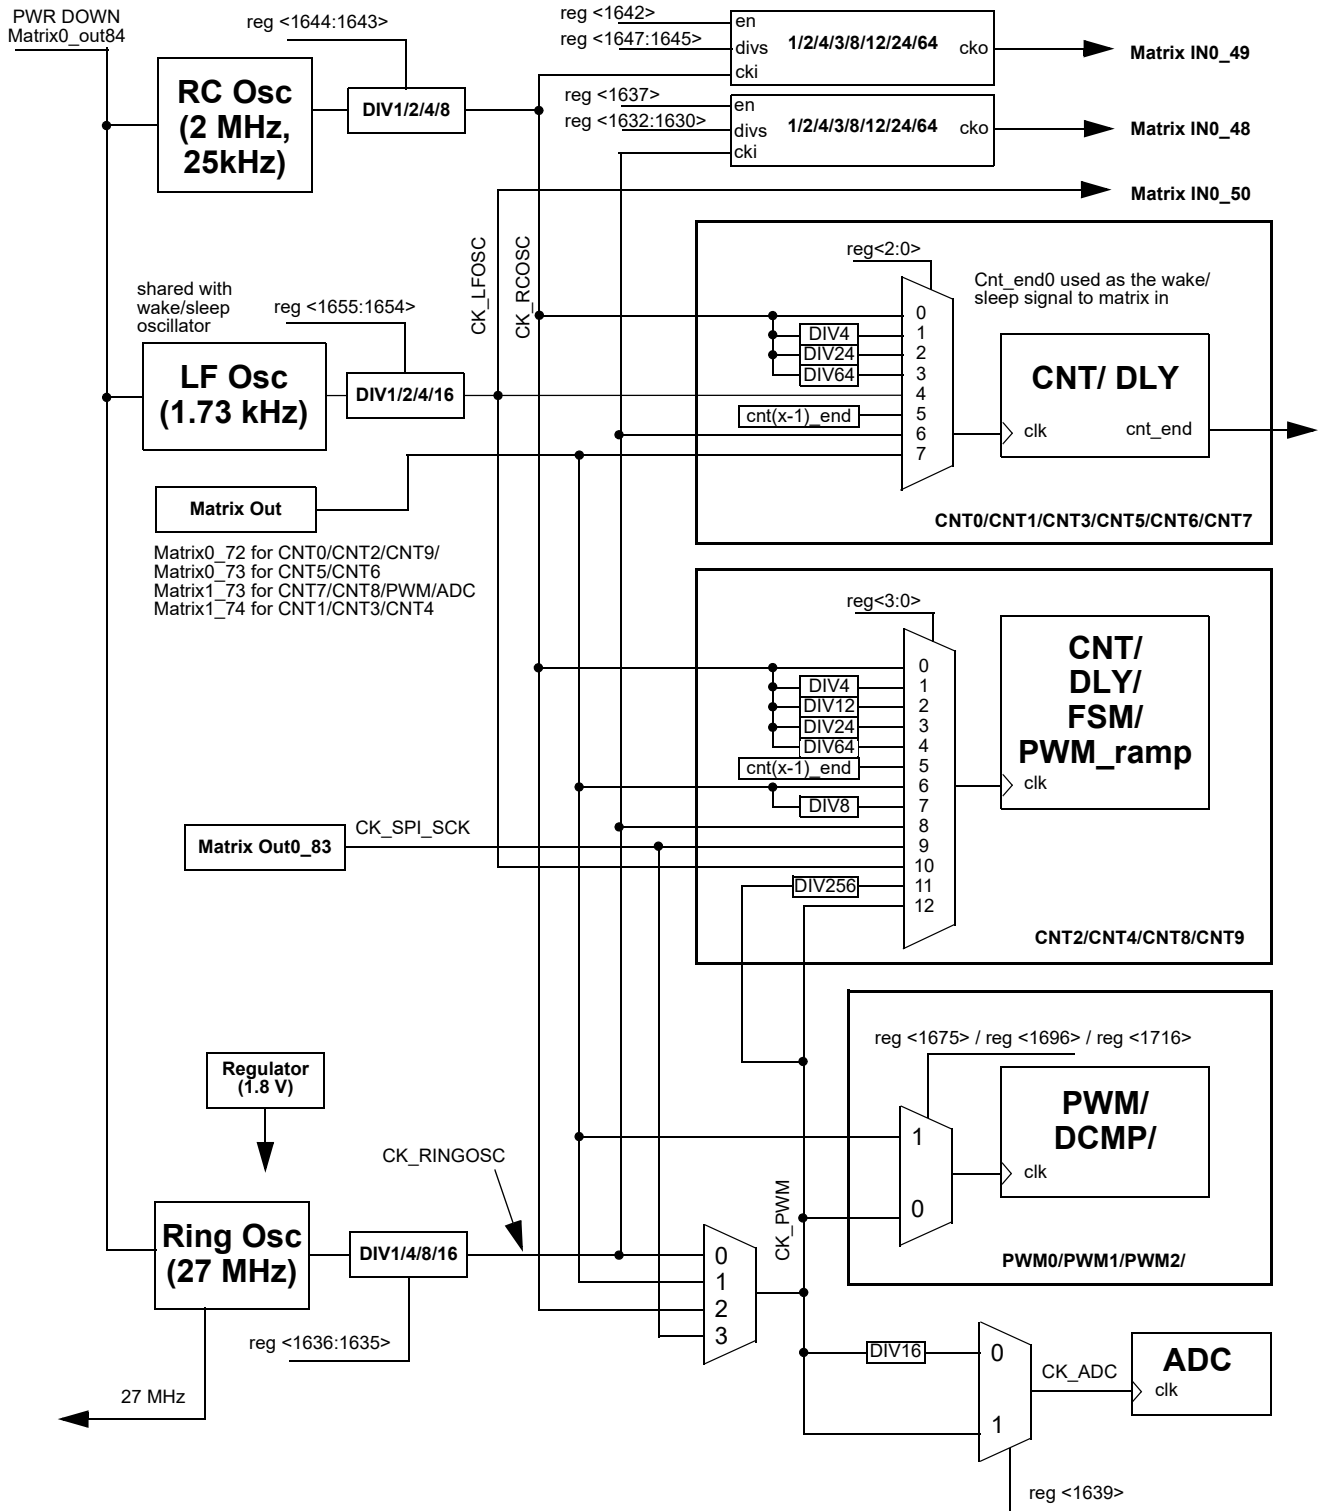 PWR DOWN
Matrix0_out84
reg <1644:1643>
RC Osc
(2 MHz,
25kHz)
DIV1/2/4/8
reg <1642>
reg <1647:1645>
en
divs
cki
1/2/4/3/8/12/24/64
cko
Matrix IN0_49
reg <1637>
reg <1632:1630>
en
divs
cki
1/2/4/3/8/12/24/64
cko
Matrix IN0_48
Matrix IN0_50
CK_LFOSC
CK_RCOSC
shared with
wake/sleep
oscillator
reg <1655:1654>
LF Osc
(1.73 kHz)
DIV1/2/4/16
Matrix Out
Matrix0_72 for CNT0/CNT2/CNT9/
Matrix0_73 for CNT5/CNT6
Matrix1_73 for CNT7/CNT8/PWM/ADC
Matrix1_74 for CNT1/CNT3/CNT4
reg<2:0>
Cnt_end0 used as the wake/
sleep signal to matrix in
0
DIV4 1
DIV24 2
DIV64 3
4
cnt(x-1)_end 5
6
7
CNT/ DLY
clk
cnt_end
CNT0/CNT1/CNT3/CNT5/CNT6/CNT7
reg<3:0>
0
DIV4 1
DIV12 2
DIV24 3
DIV64 4
cnt(x-1)_end 5
6
DIV8 7
8
9
10
DIV256 11
12
CNT/
DLY/
FSM/
PWM_ramp
clk
CNT2/CNT4/CNT8/CNT9
Matrix Out0_83
CK_SPI_SCK
reg <1675> / reg <1696> / reg <1716>
1
0
PWM/
DCMP/
clk
PWM0/PWM1/PWM2/
Regulator
(1.8 V)
CK_RINGOSC
Ring Osc
(27 MHz)
DIV1/4/8/16
reg <1636:1635>
27 MHz
0
1
2
3
CK_PWM
DIV16
0
1
CK_ADC
ADC
clk
reg <1639>